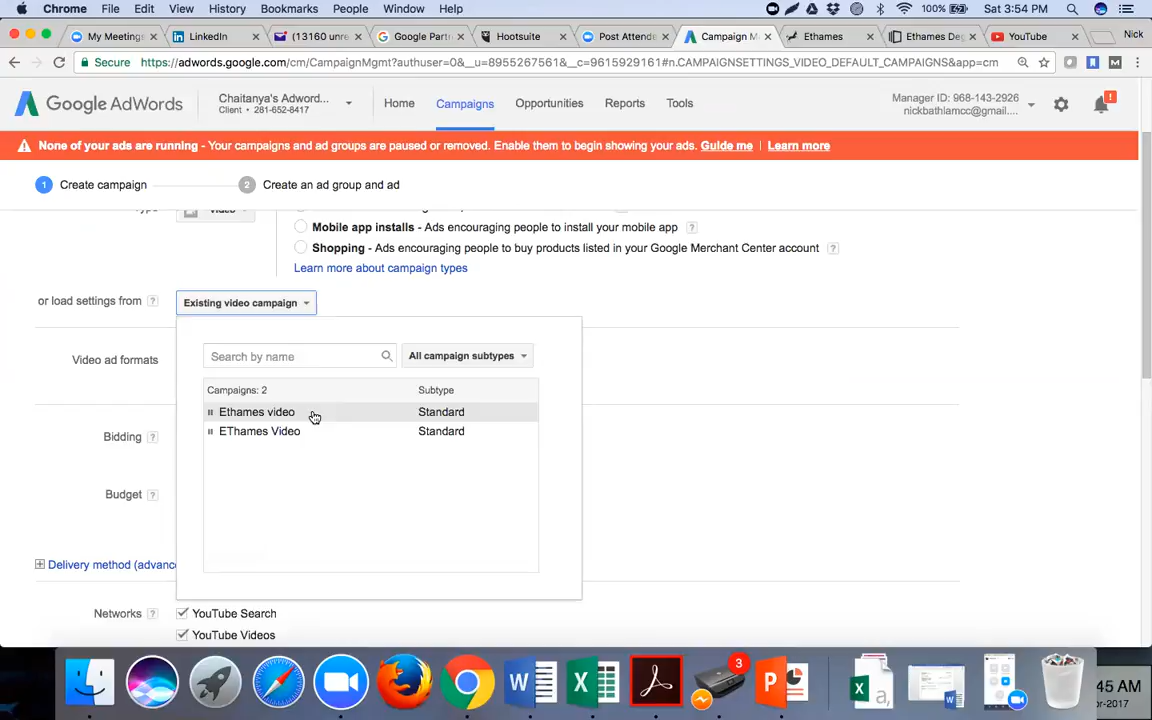 Chrome File Edit View History Bookmarks People Window Help 100% Sat 3:54 PM
My Meetings LinkedIn (13160 unre Google Part Hootsuite Post Attend Campaign M Ethames Ethames De YouTube Nick
Secure https://adwords.google.com/cm/CampaignMgmt?authuser=0&__u=8955267561&__c=9615929161#n.CAMPAIGNSETTINGS_VIDEO_DEFAULT_CAMPAIGNS&app=cm
Google AdWords
Chaitanya's Adword...
Client • 281-652-8417
Home Campaigns Opportunities Reports Tools
Manager ID: 968-143-2926
nickbathlamcc@gmail....
!
None of your ads are running - Your campaigns and ad groups are paused or removed. Enable them to begin showing your ads. Guide me | Learn more
1 Create campaign 2 Create an ad group and ad
Type Video
Mobile app installs - Ads encouraging people to install your mobile app ?
Shopping - Ads encouraging people to buy products listed in your Google Merchant Center account ?
Learn more about campaign types
or load settings from ? Existing video campaign
Video ad formats
Search by name All campaign subtypes
Campaigns: 2 Subtype
Ethames video Standard
EThames Video Standard
Bidding ?
Budget ?
Delivery method (advanc
Networks ? YouTube Search
YouTube Videos
W X 3 P X a W
45 AM
pr-2017